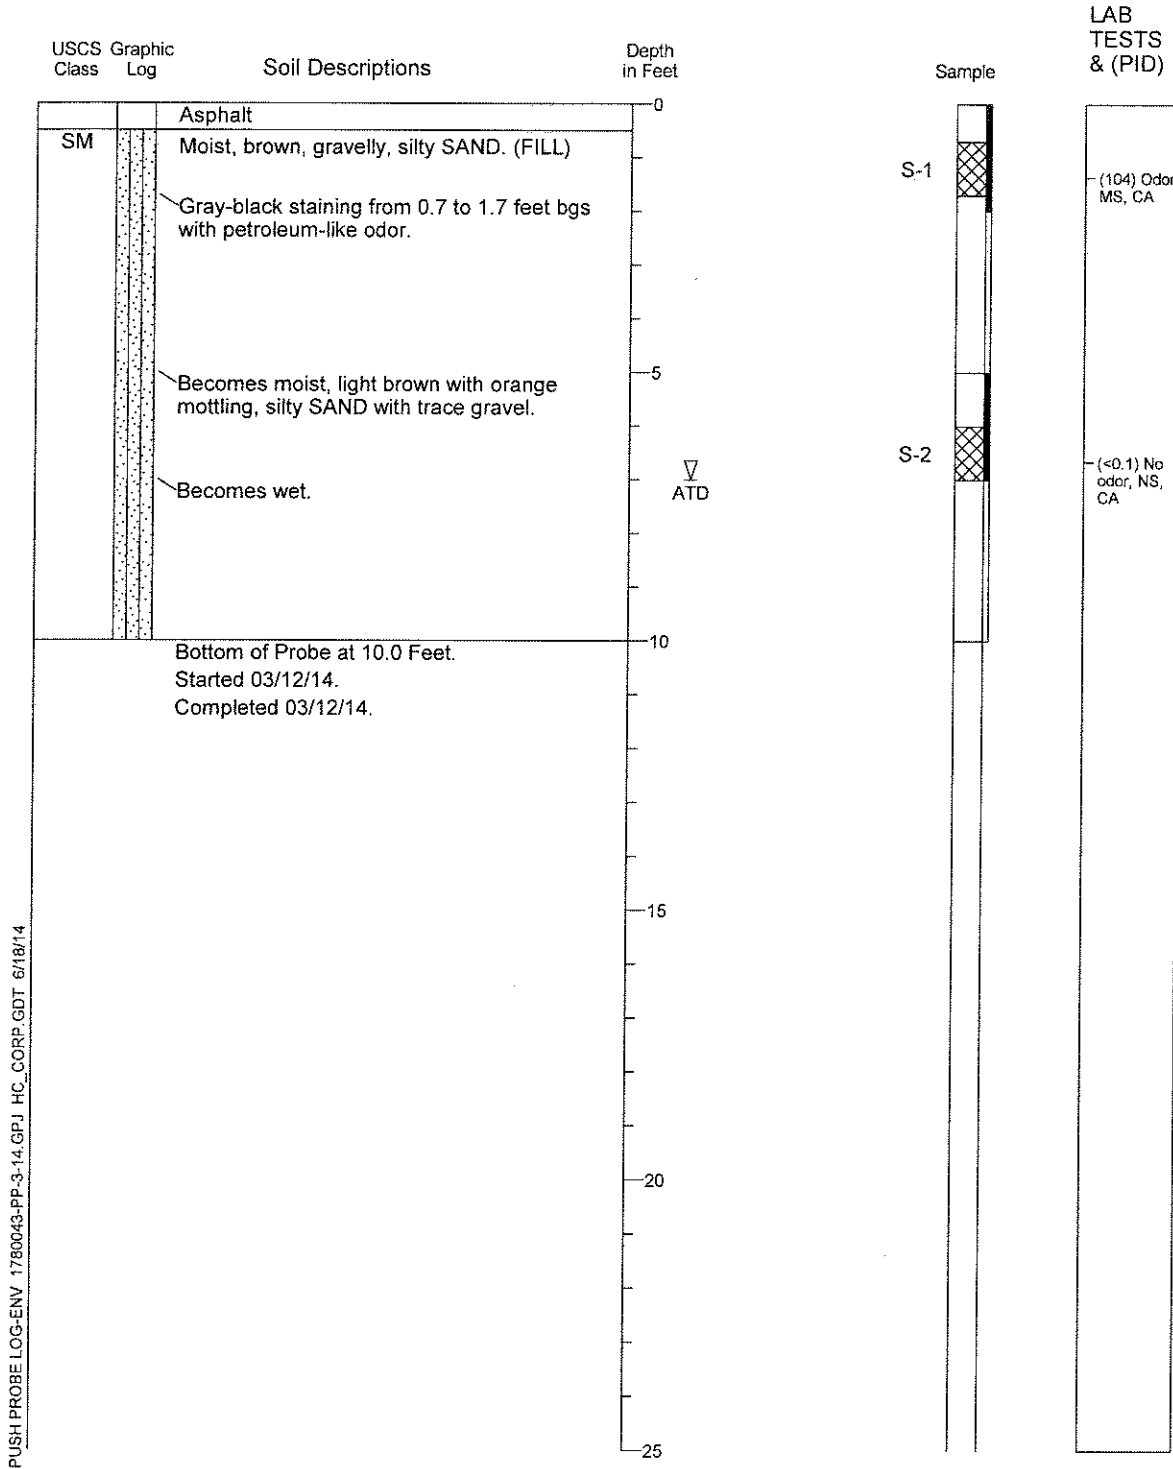 USCS Class
Graphic Log
Soil Descriptions
Depth in Feet
Sample
LAB TESTS & (PID)
Asphalt
0
SM
Moist, brown, gravelly, silty SAND. (FILL)
S-1
(104) Odor
MS, CA
Gray-black staining from 0.7 to 1.7 feet bgs
with petroleum-like odor.
5
Becomes moist, light brown with orange
mottling, silty SAND with trace gravel.
S-2
(<0.1) No
odor, NS,
CA
ATD
Becomes wet.
10
Bottom of Probe at 10.0 Feet.
Started 03/12/14.
Completed 03/12/14.
15
20
25
PUSH PROBE LOG-ENV 1780043-PP-3-14.GPJ HC_CORP.GDT 6/18/14